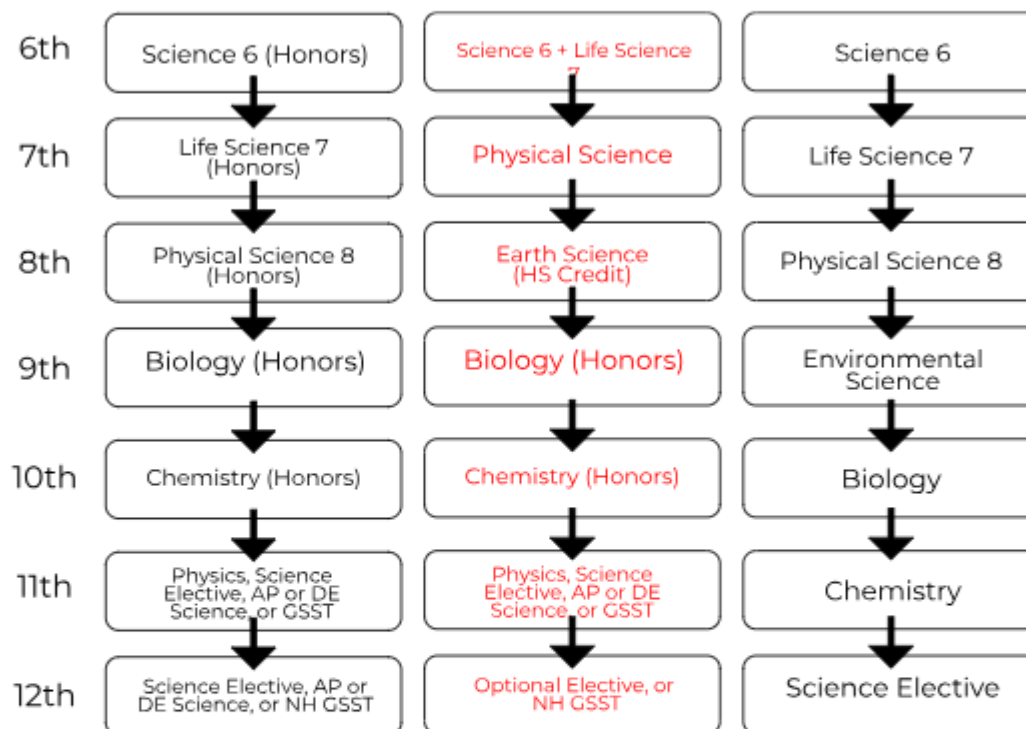 6th
Science 6 (Honors)
Science 6 + Life Science
7
Science 6
7th
Life Science 7
(Honors)
Physical Science
Life Science 7
8th
Physical Science 8
(Honors)
Earth Science
(HS Credit)
Physical Science 8
9th
Biology (Honors)
Biology (Honors)
Environmental
Science
10th
Chemistry (Honors)
Chemistry (Honors)
Biology
11th
Physics, Science
Elective, AP or DE
Science, or GSST
Physics, Science
Elective, AP or DE
Science, or GSST
Chemistry
12th
Science Elective, AP or
DE Science, or NH GSST
Optional Elective, or
NH GSST
Science Elective